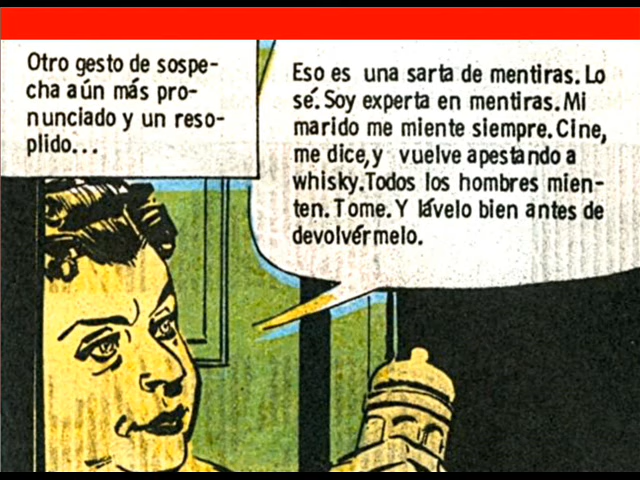 Otro gesto de sospe-
cha aún más pro-
nunciado y un reso-
plido...
Eso es una sarta de mentiras. Lo
sé. Soy experta en mentiras. Mi
marido me miente siempre. Cine,
me dice, y vuelve apestando a
whisky. Todos los hombres mien-
ten. Tome. Y lávelo bien antes de
devolvérmelo.